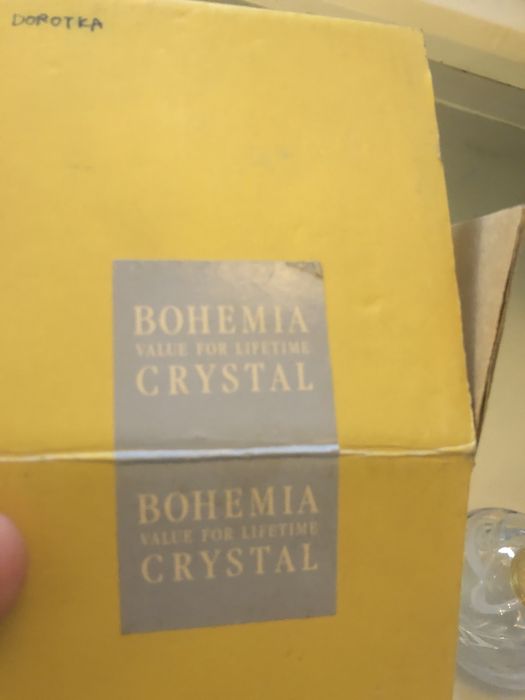 DOROTKA
BOHEMIA
VALUE FOR LIFETIME
CRYSTAL
BOHEMIA
VALUE FOR LIFETIME
CRYSTAL